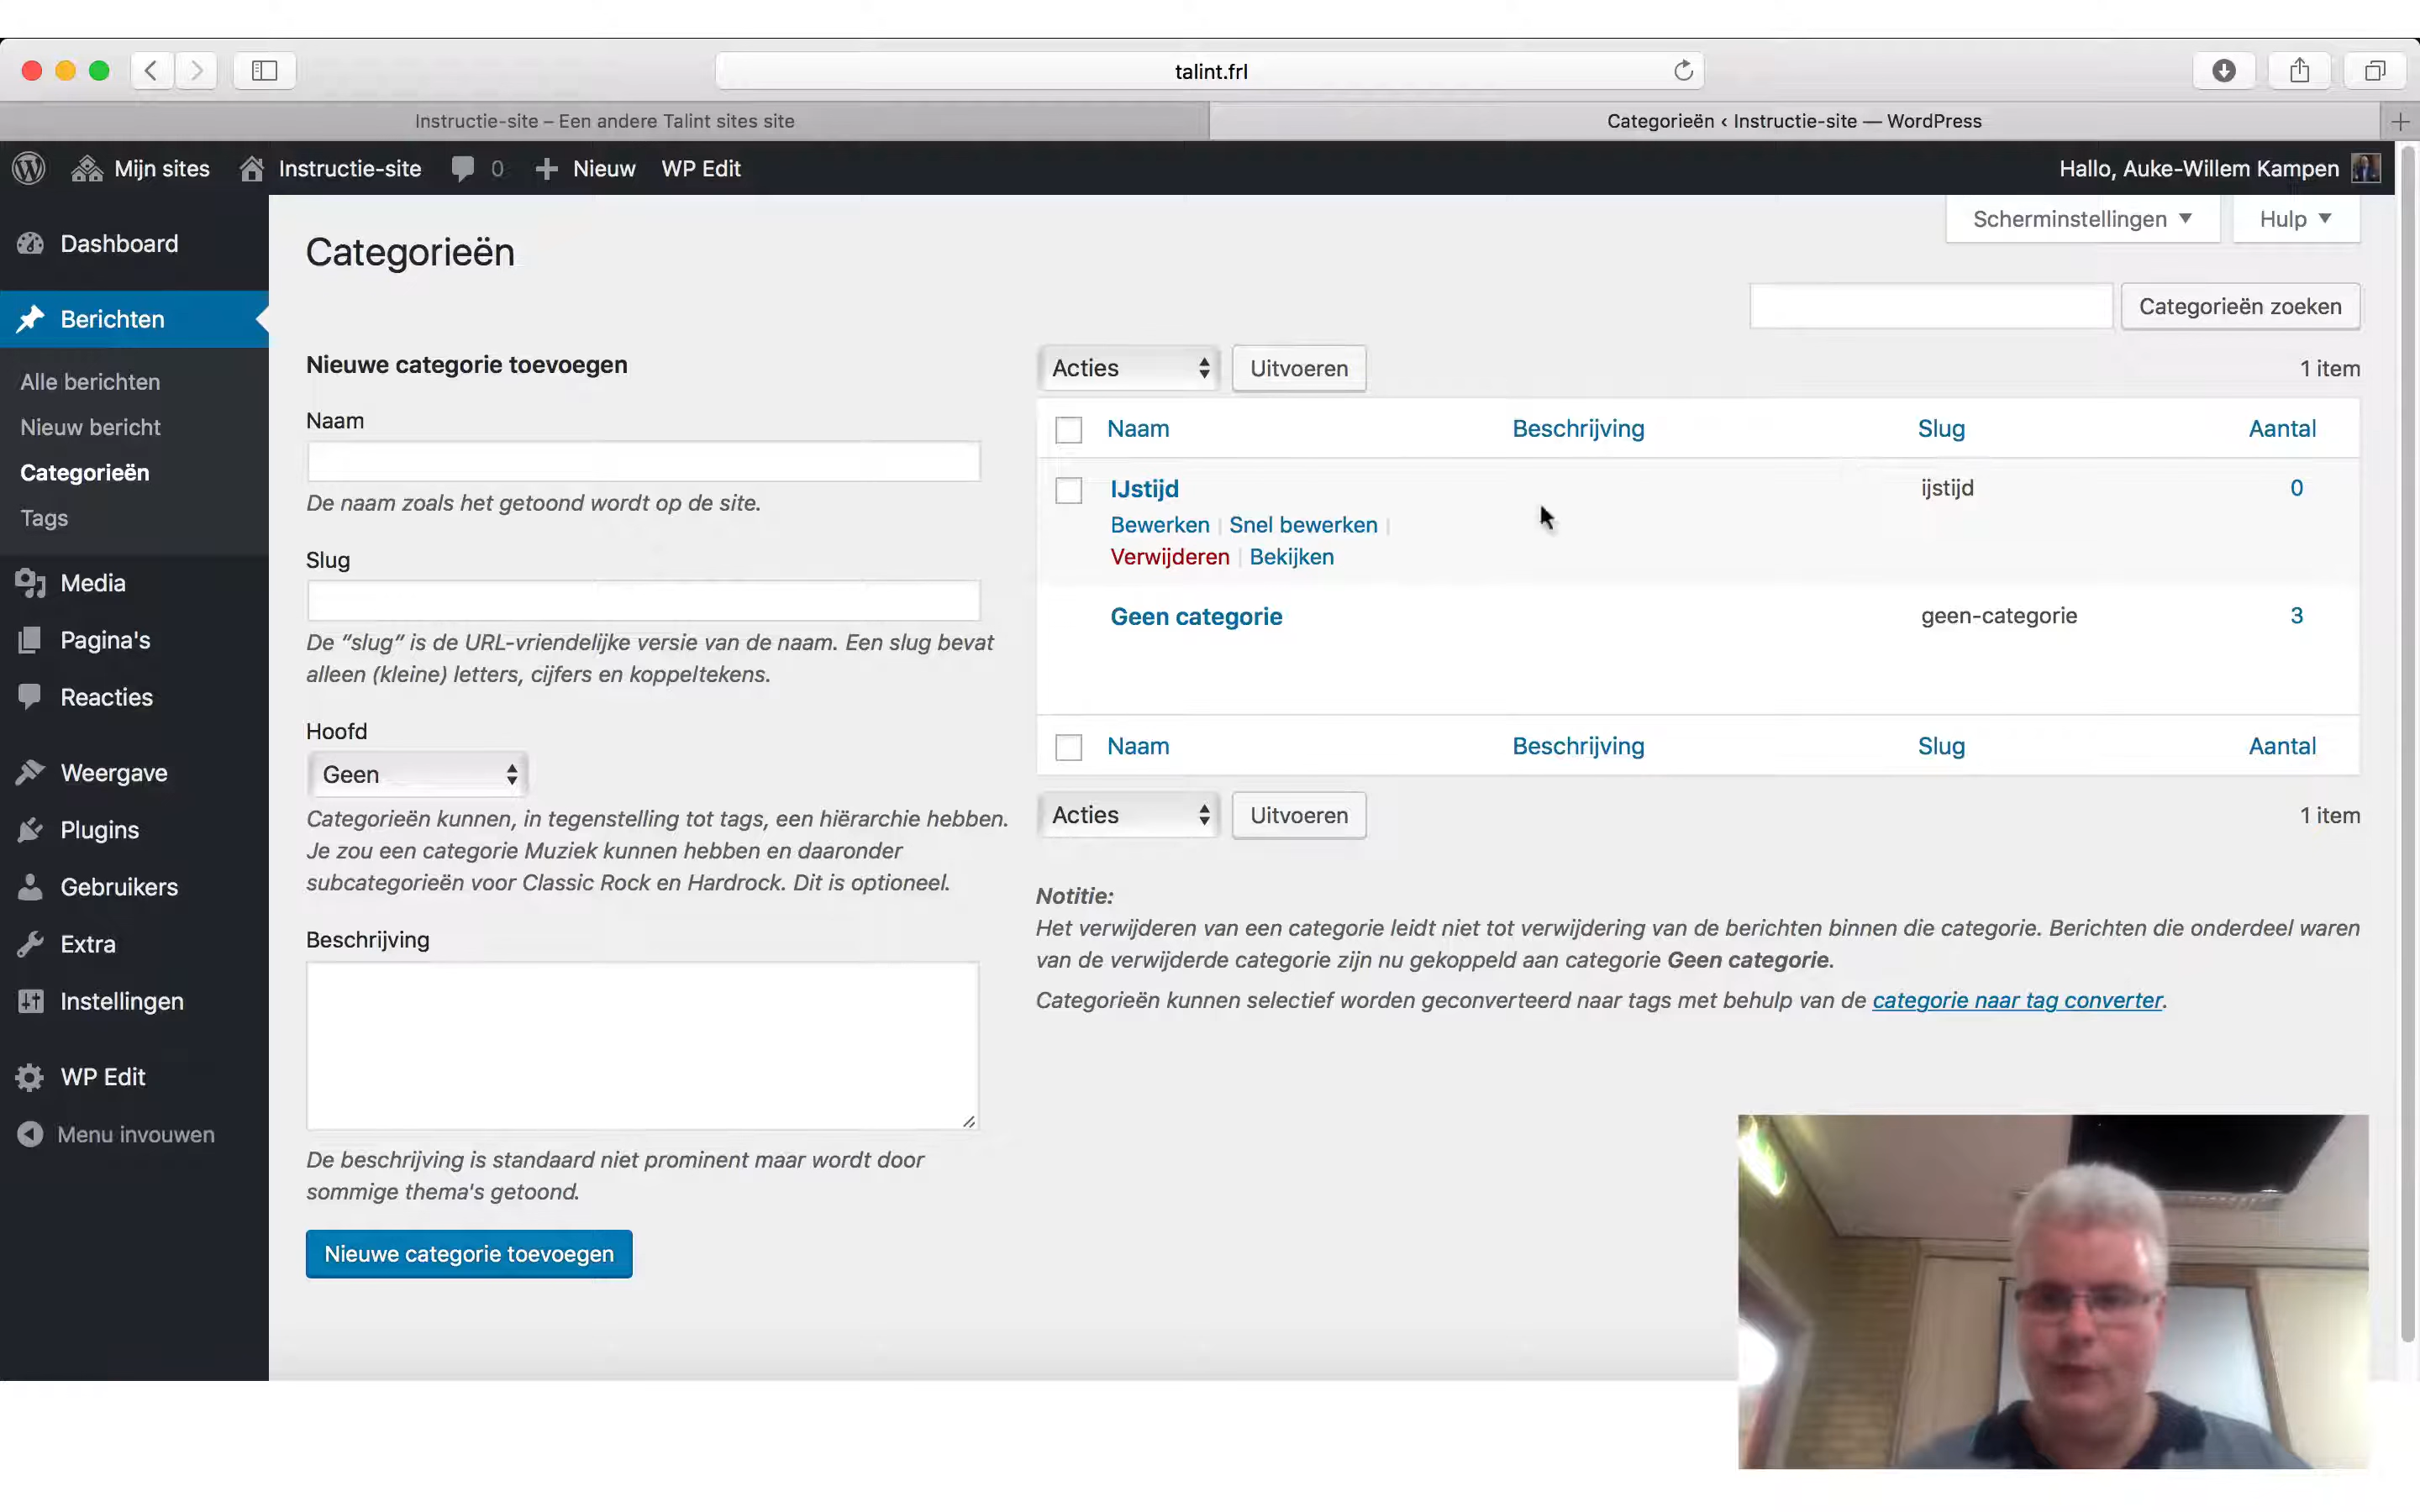 talint.frl
Instructie-site – Een andere Talint sites site
Categorieën ‹ Instructie-site — WordPress
Mijn sites
Instructie-site
0
Nieuw
WP Edit
Hallo, Auke-Willem Kampen
Dashboard
Berichten
Alle berichten
Nieuw bericht
Categorieën
Tags
Media
Pagina's
Reacties
Weergave
Plugins
Gebruikers
Extra
Instellingen
WP Edit
Menu invouwen
Scherminstellingen
Hulp
Categorieën
Categorieën zoeken
Nieuwe categorie toevoegen
Naam
De naam zoals het getoond wordt op de site.
Slug
De “slug” is de URL-vriendelijke versie van de naam. Een slug bevat
alleen (kleine) letters, cijfers en koppeltekens.
Hoofd
Geen
Categorieën kunnen, in tegenstelling tot tags, een hiërarchie hebben.
Je zou een categorie Muziek kunnen hebben en daaronder
subcategorieën voor Classic Rock en Hardrock. Dit is optioneel.
Beschrijving
De beschrijving is standaard niet prominent maar wordt door
sommige thema's getoond.
Nieuwe categorie toevoegen
Acties Uitvoeren 1 item
Naam Beschrijving Slug Aantal
IJstijd ijstijd 0
Bewerken | Snel bewerken |
Verwijderen | Bekijken
Geen categorie geen-categorie 3
Naam Beschrijving Slug Aantal
Acties Uitvoeren 1 item
Notitie:
Het verwijderen van een categorie leidt niet tot verwijdering van de berichten binnen die categorie. Berichten die onderdeel waren
van de verwijderde categorie zijn nu gekoppeld aan categorie Geen categorie.
Categorieën kunnen selectief worden geconverteerd naar tags met behulp van de categorie naar tag converter.